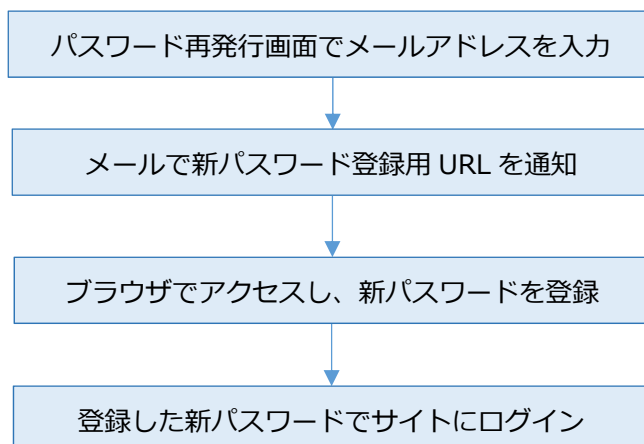 パスワード再発行画面でメールアドレスを入力
メールで新パスワード登録用 URL を通知
ブラウザでアクセスし、新パスワードを登録
登録した新パスワードでサイトにログイン